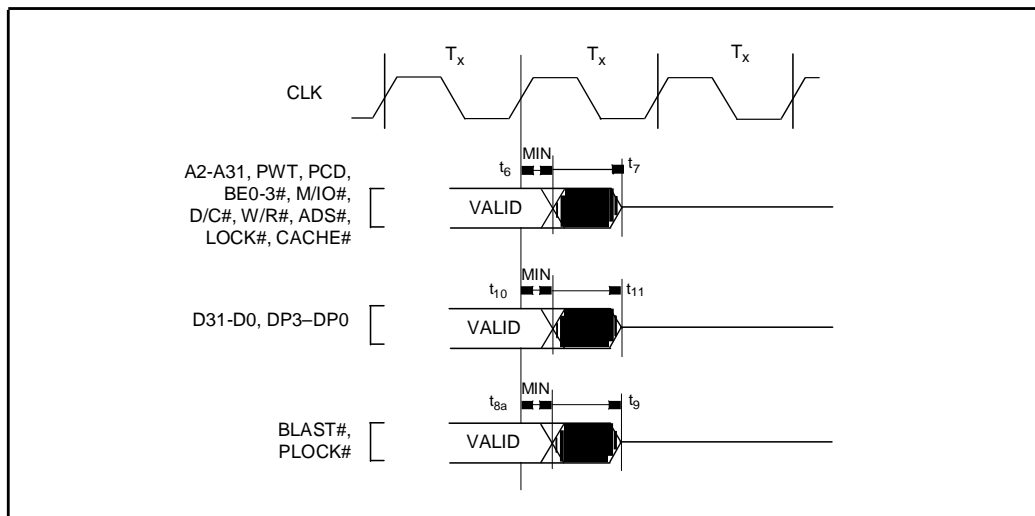 Tx Tx Tx
CLK
MIN
t6 t7
A2-A31, PWT, PCD,
BE0-3#, M/IO#,
D/C#, W/R#, ADS#,
LOCK#, CACHE#
VALID
MIN
t10 t11
D31-D0, DP3–DP0
VALID
MIN
t8a t9
BLAST#,
PLOCK#
VALID